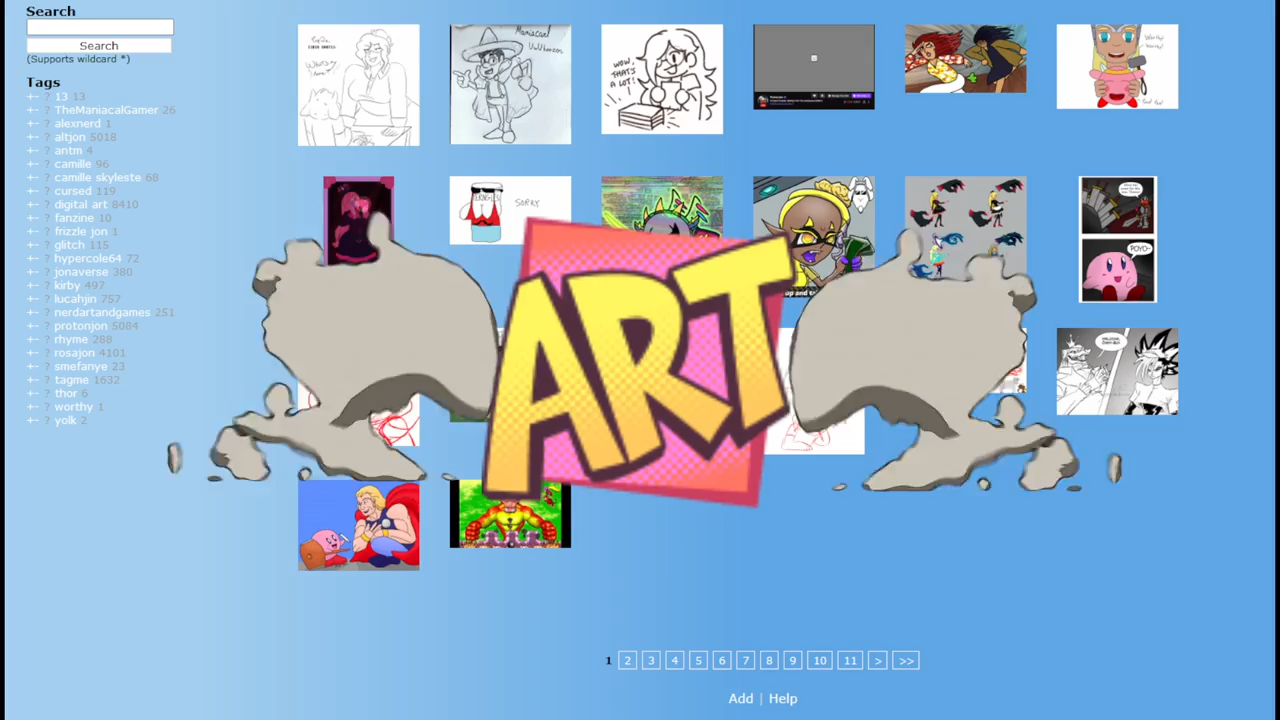 Search
Search
(Supports wildcard *)
Tags
+- ? 13 13
+- ? TheManiacalGamer 26
+- ? alexnerd 1
+- ? altjon 5018
+- ? antm 4
+- ? camille 96
+- ? camille skyleste 68
+- ? cursed 119
+- ? digital art 8410
+- ? fanzine 10
+- ? frizzle jon 1
+- ? glitch 115
+- ? hypercole64 72
+- ? jonaverse 380
+- ? kirby 497
+- ? lucahjin 757
+- ? nerdartandgames 251
+- ? protonjon 5084
+- ? rhyme 288
+- ? rosajon 4101
+- ? smefanye 23
+- ? tagme 1632
+- ? thor 6
+- ? worthy 1
+- ? yolk 2
WOW,
THAT'S
A LOT!
SORRY
POYO~
ART
1 2 3 4 5 6 7 8 9 10 11 > >>
Add | Help